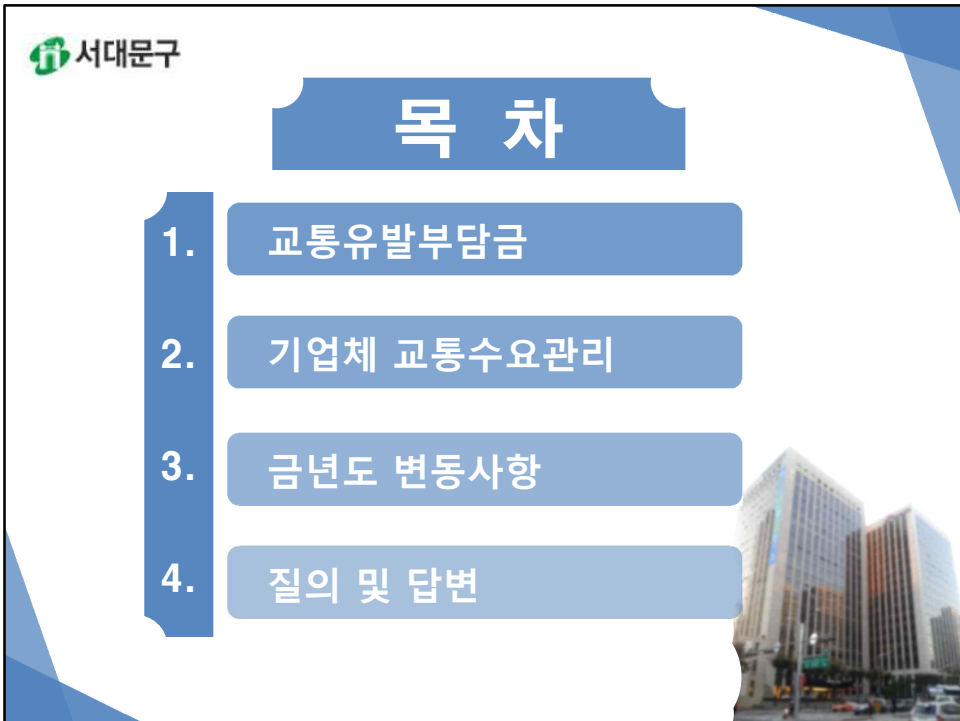 서대문구
목 차
1. 교통유발부담금
2. 기업체 교통수요관리
3. 금년도 변동사항
4. 질의 및 답변